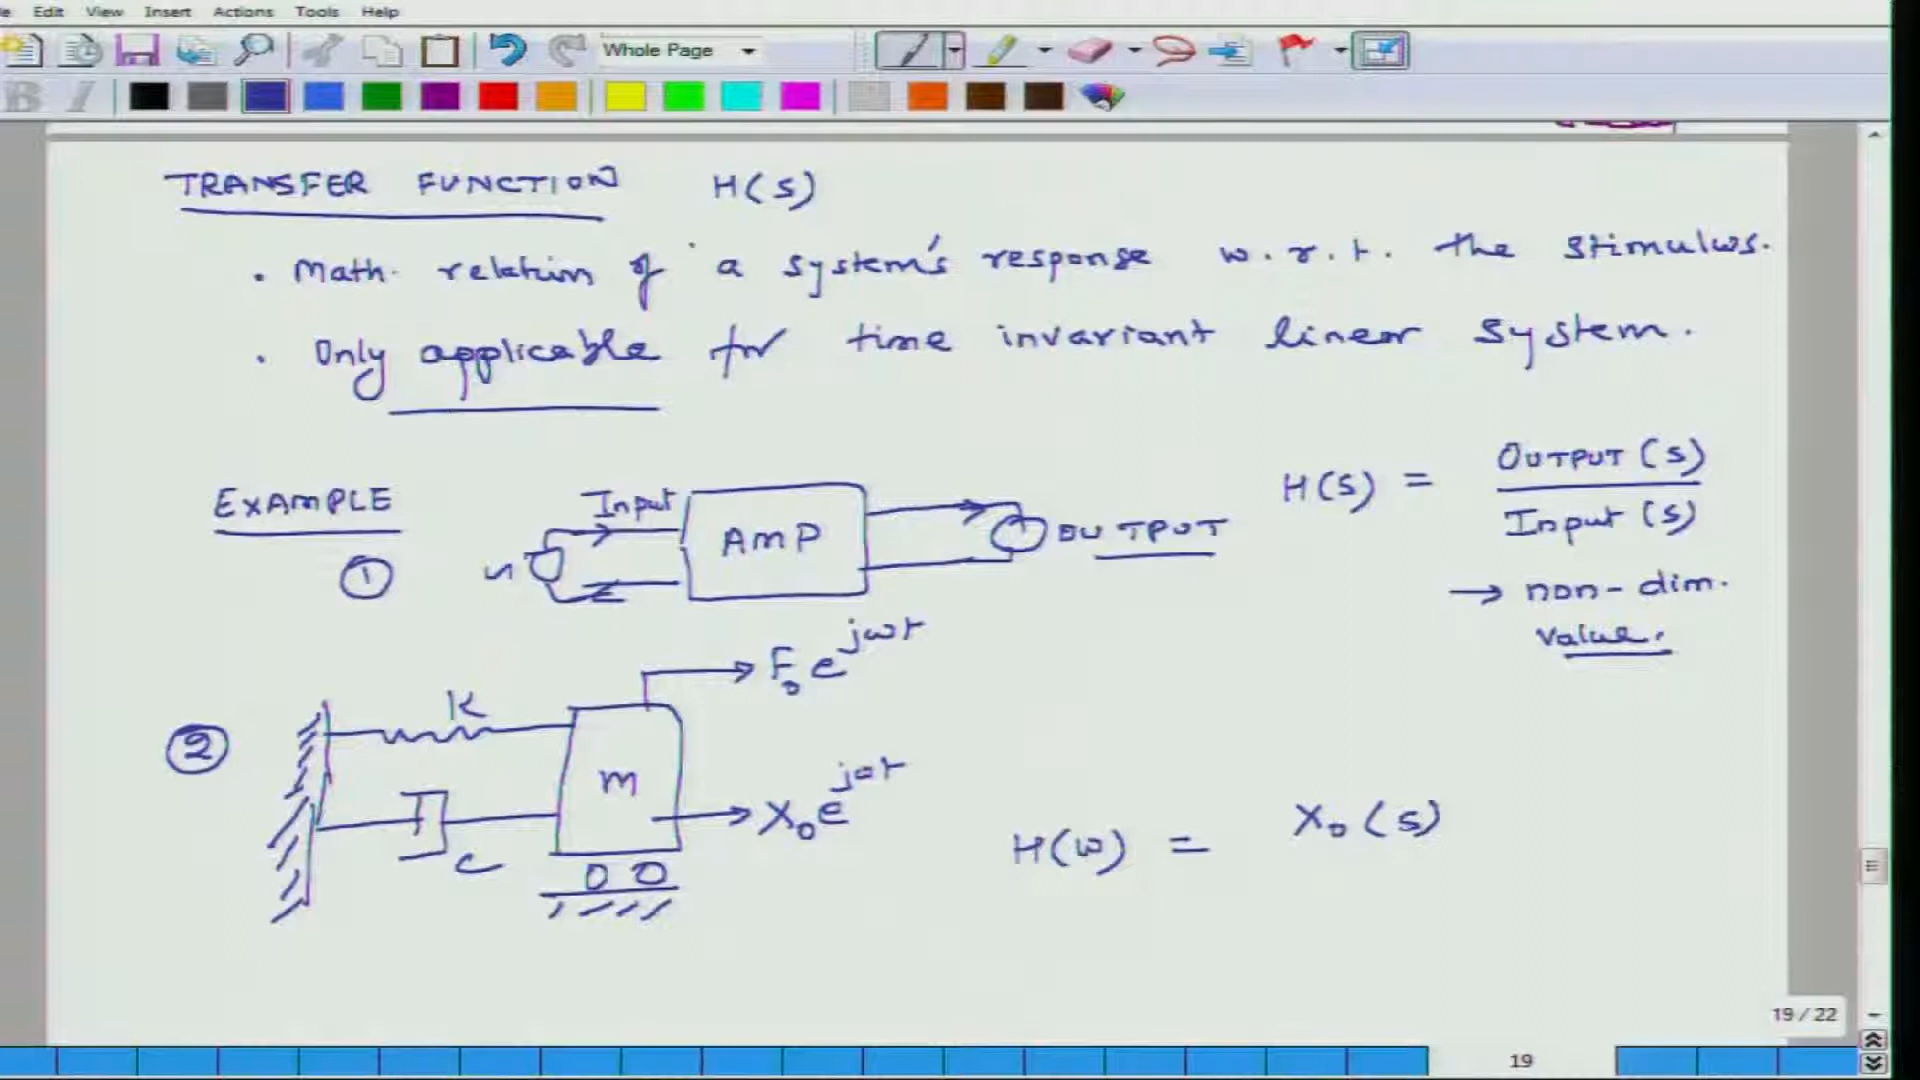 Edit View Insert Actions Tools Help
Whole Page
B I
TRANSFER FUNCTION H(s)
. Math. relation of a system's response w.r.t. the stimulus.
. Only applicable for time invariant linear system.
EXAMPLE
①
Input
AMP
OUTPUT
H(s) = OUTPUT (s)
Input (s)
→ non-dim.
value.
②
K
m
c
F₀ e^jωt
X₀ e^jωt
H(ω) = X₀ (s)
19 / 22
19